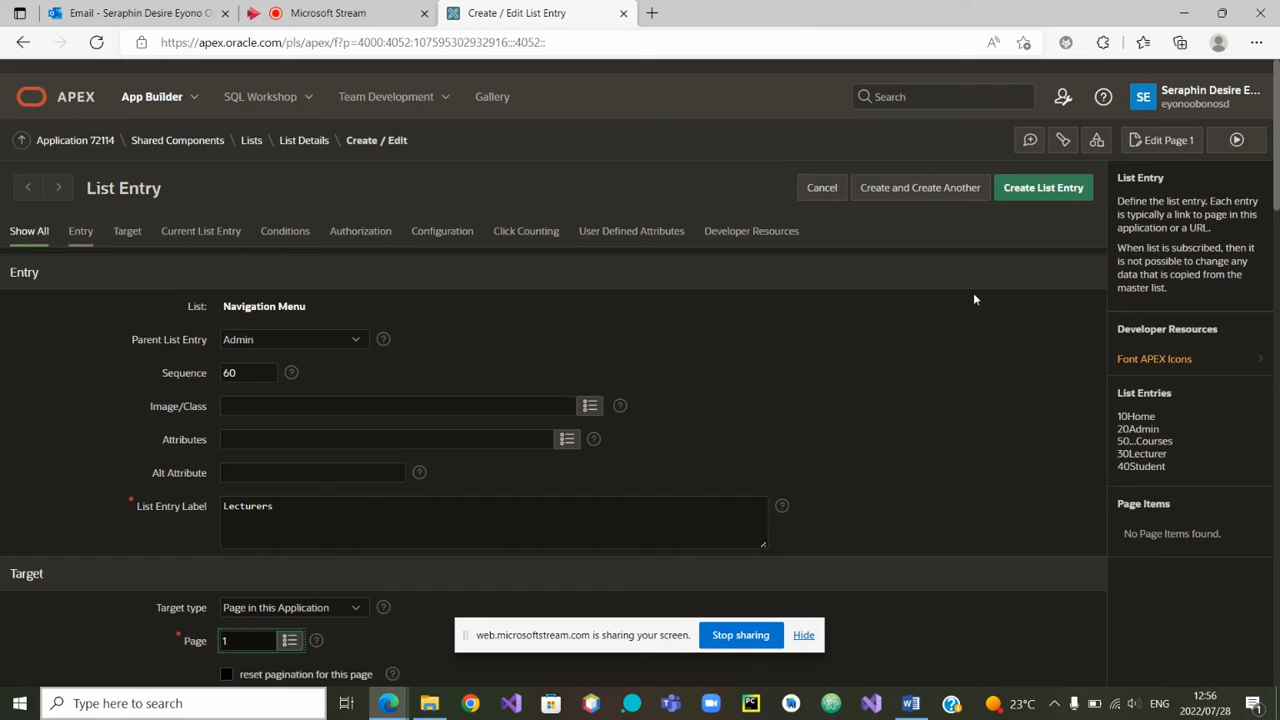 Email - Seraphin Desire Eyono O
Microsoft Stream
Create / Edit List Entry
https://apex.oracle.com/pls/apex/f?p=4000:4052:107595302932916:::4052::
APEX
App Builder
SQL Workshop
Team Development
Gallery
Search
SE
Seraphin Desire E...
eyonoobonosd
Application 72114 \ Shared Components \ Lists \ List Details \ Create / Edit
Edit Page 1
List Entry
Cancel
Create and Create Another
Create List Entry
Show All
Entry
Target
Current List Entry
Conditions
Authorization
Configuration
Click Counting
User Defined Attributes
Developer Resources
Entry
List: Navigation Menu
Parent List Entry Admin
Sequence 60
Image/Class
Attributes
Alt Attribute
* List Entry Label Lecturers
Target
Target type Page in this Application
* Page 1
reset pagination for this page
List Entry
Define the list entry. Each entry
is typically a link to page in this
application or a URL.
When list is subscribed, then it
is not possible to change any
data that is copied from the
master list.
Developer Resources
Font APEX Icons
List Entries
10Home
20Admin
50...Courses
30Lecturer
40Student
Page Items
No Page Items found.
web.microsoftstream.com is sharing your screen.
Stop sharing
Hide
Type here to search
23°C
ENG
12:56
2022/07/28